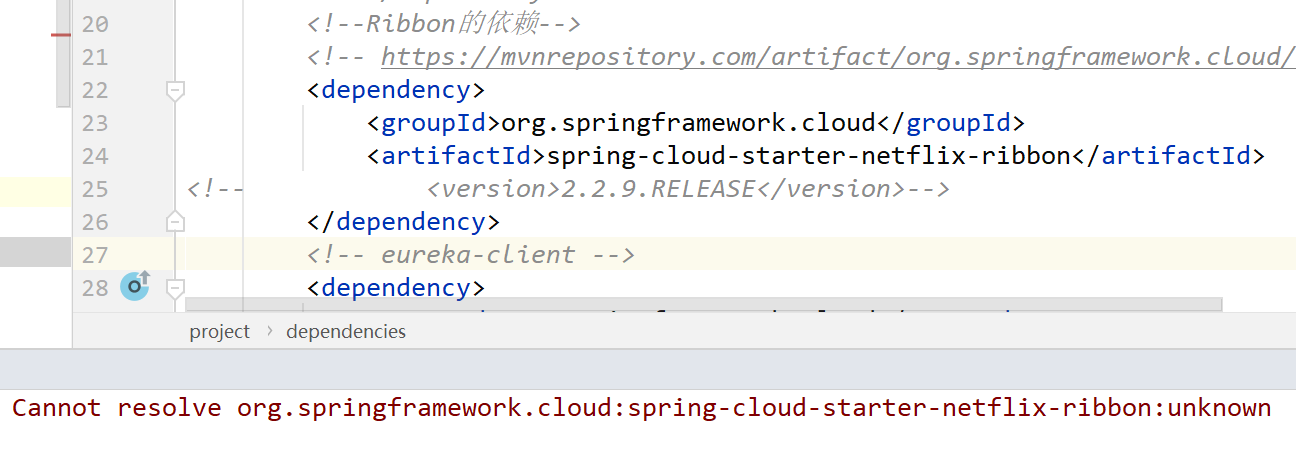 20 <!--Ribbon的依赖-->
21 <!-- https://mvnrepository.com/artifact/org.springframework.cloud/
22 <dependency>
23 <groupId>org.springframework.cloud</groupId>
24 <artifactId>spring-cloud-starter-netflix-ribbon</artifactId>
25 <!-- <version>2.2.9.RELEASE</version>-->
26 </dependency>
27 <!-- eureka-client -->
28 <dependency>
project › dependencies
Cannot resolve org.springframework.cloud:spring-cloud-starter-netflix-ribbon:unknown